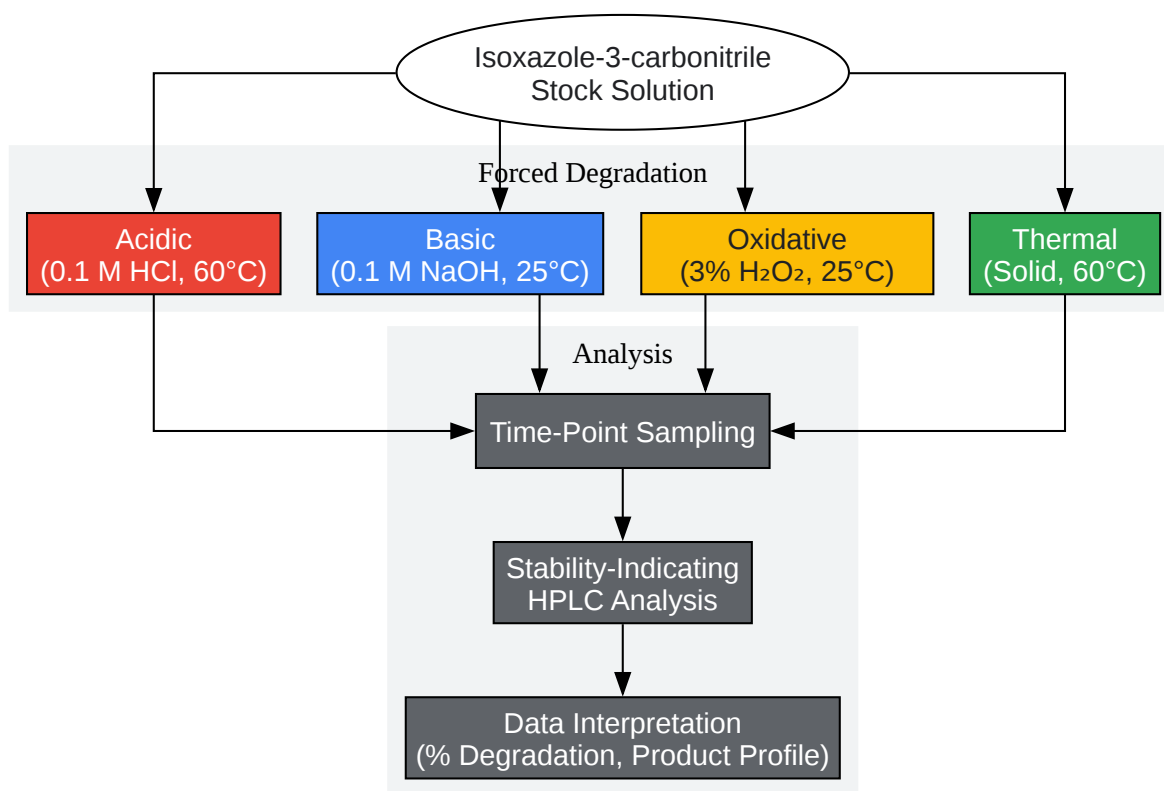 Isoxazole-3-carbonitrile
Stock Solution
Forced Degradation
Acidic
(0.1 M HCl, 60°C)
Basic
(0.1 M NaOH, 25°C)
Oxidative
(3% H₂O₂, 25°C)
Thermal
(Solid, 60°C)
Analysis
Time-Point Sampling
Stability-Indicating
HPLC Analysis
Data Interpretation
(% Degradation, Product Profile)